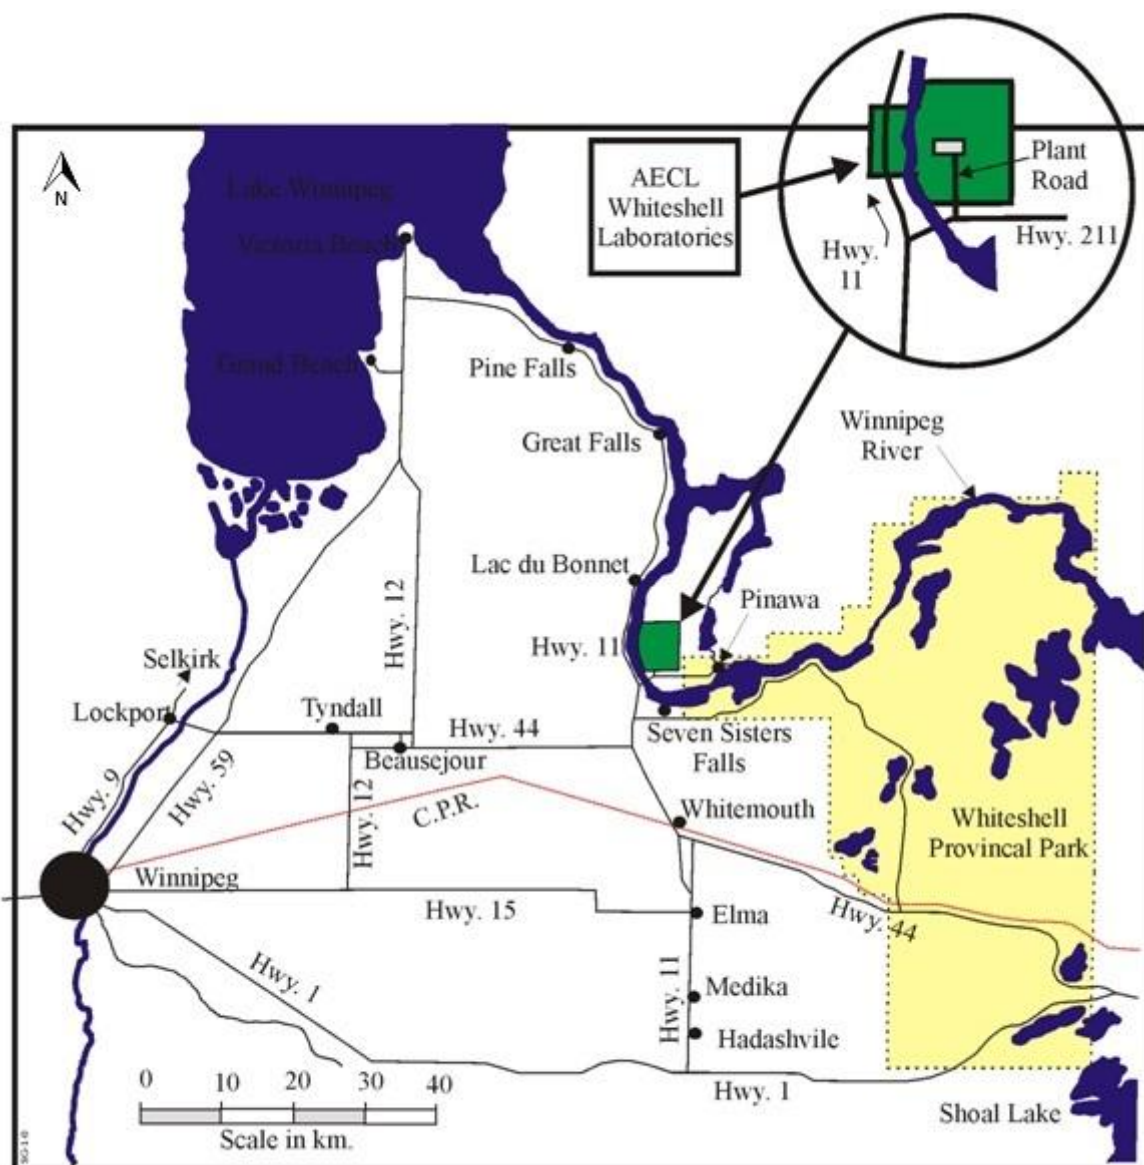 N
Lake Winnipeg
Victoria Beach
Grand Beach
AECL
Whiteshell
Laboratories
Plant
Road
Hwy.
11
Hwy. 211
Pine Falls
Great Falls
Winnipeg
River
Lac du Bonnet
Pinawa
Hwy. 12
Hwy. 11
Selkirk
Lockport
Tyndall
Hwy. 44
Beausejour
Seven Sisters
Falls
Hwy. 9
Hwy. 59
Hwy. 12
C.P.R.
Whitemouth
Whiteshell
Provincal Park
Winnipeg
Hwy. 15
Elma
Hwy. 44
Hwy. 1
Hwy. 11
Medika
Hadashvile
Hwy. 1
0 10 20 30 40
Scale in km.
Shoal Lake